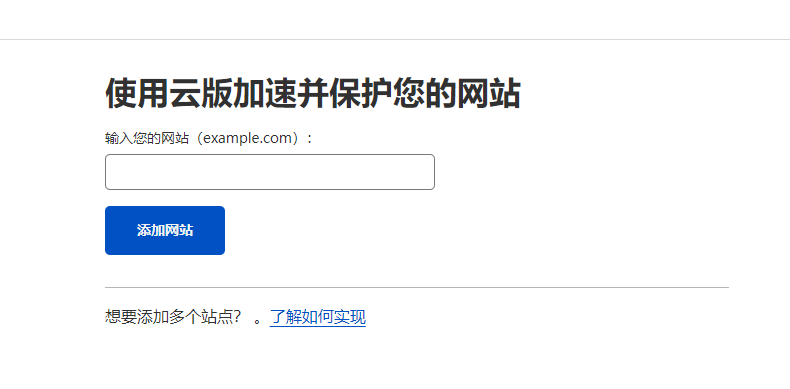 使用云版加速并保护您的网站
输入您的网站（example.com）：
添加网站
想要添加多个站点？ 。了解如何实现